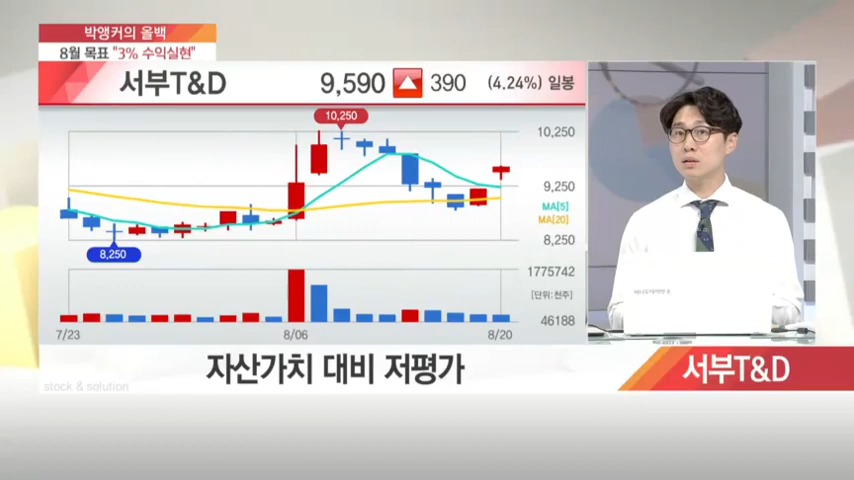 박앵커의 올백
8월 목표 "3% 수익실현"
서부T&D 9,590 390 (4.24%) 일봉
10,250
10,250
9,250
MA[5]
MA[20]
8,250
8,250
1775742
[단위:천주]
46188
7/23 8/06 8/20
자산가치 대비 저평가
서부T&D
stock & solution